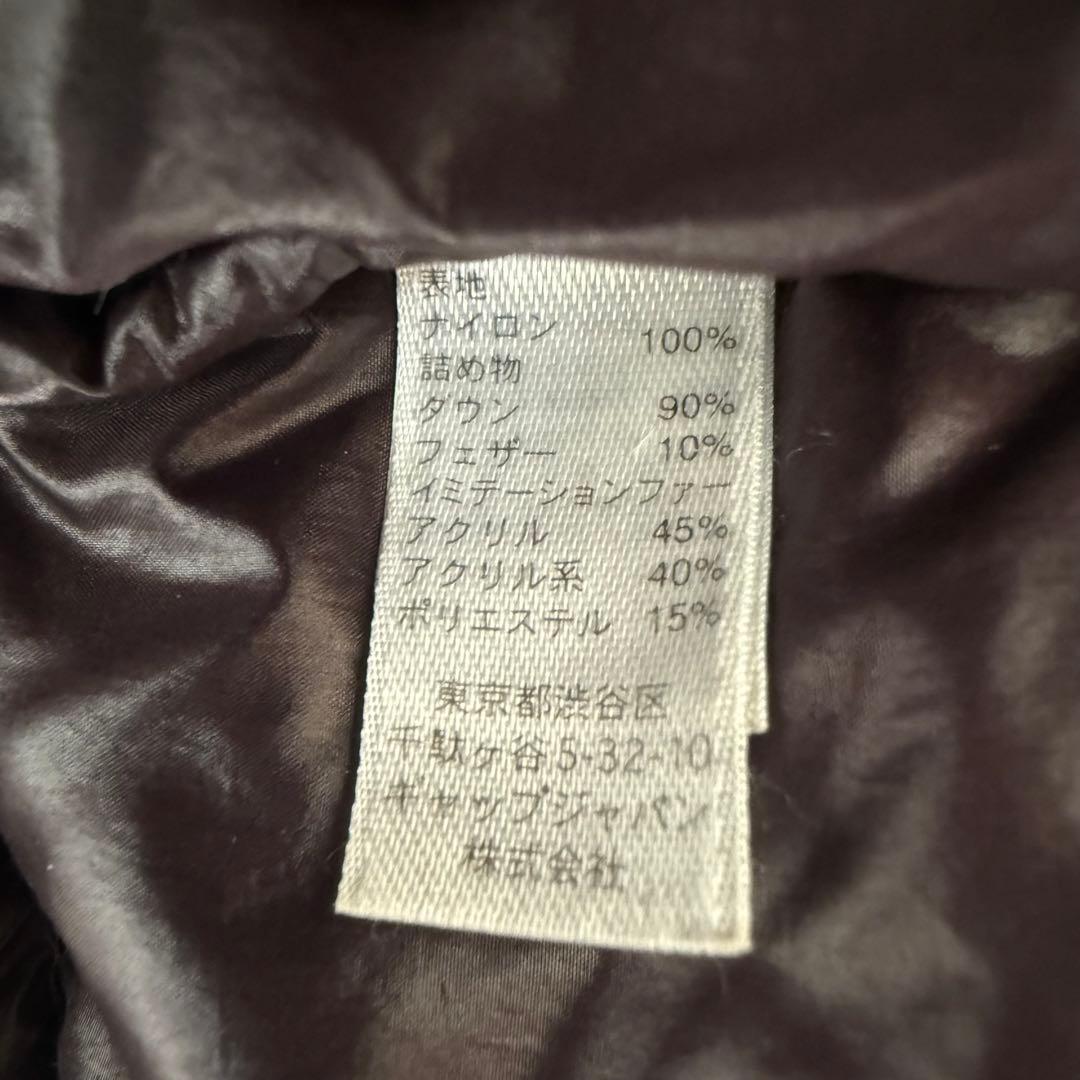 表地
ナイロン 100%
詰め物
ダウン 90%
フェザー 10%
イミテーションファー
アクリル 45%
アクリル系 40%
ポリエステル 15%
東京都渋谷区
千駄ヶ谷5-32-10
ギャップジャパン
株式会社